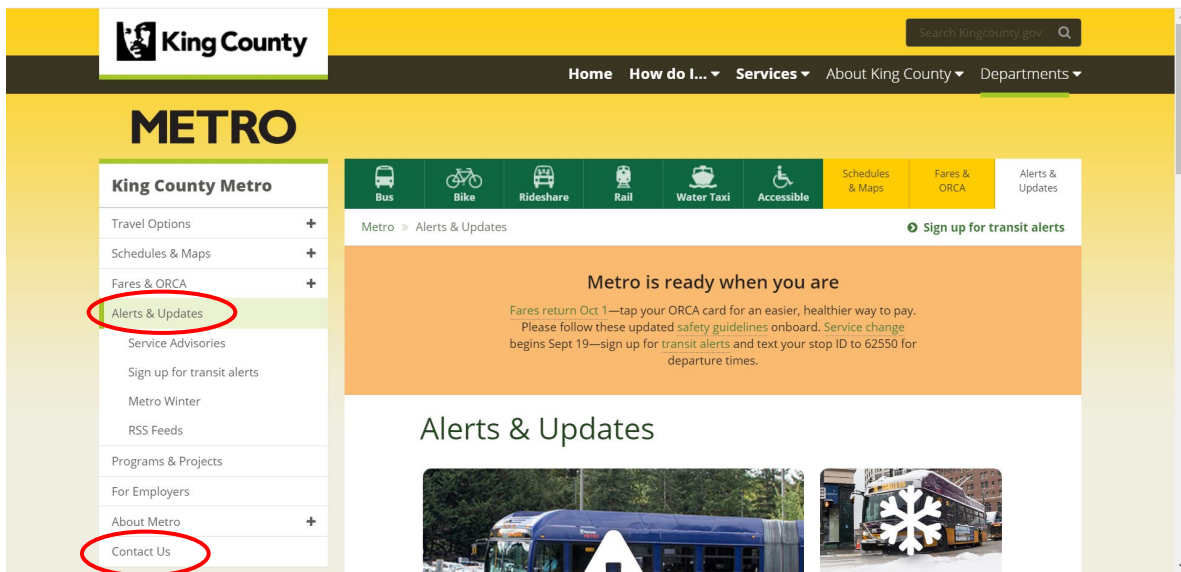 King County
Search Kingcounty.gov
Home How do I... Services About King County Departments
METRO
King County Metro
Travel Options
Schedules & Maps
Fares & ORCA
Alerts & Updates
Service Advisories
Sign up for transit alerts
Metro Winter
RSS Feeds
Programs & Projects
For Employers
About Metro
Contact Us
Bus Bike Rideshare Rail Water Taxi Accessible
Schedules
& Maps
Fares &
ORCA
Alerts &
Updates
Metro » Alerts & Updates
Sign up for transit alerts
Metro is ready when you are
Fares return Oct 1—tap your ORCA card for an easier, healthier way to pay.
Please follow these updated safety guidelines onboard. Service change
begins Sept 19—sign up for transit alerts and text your stop ID to 62550 for
departure times.
Alerts & Updates